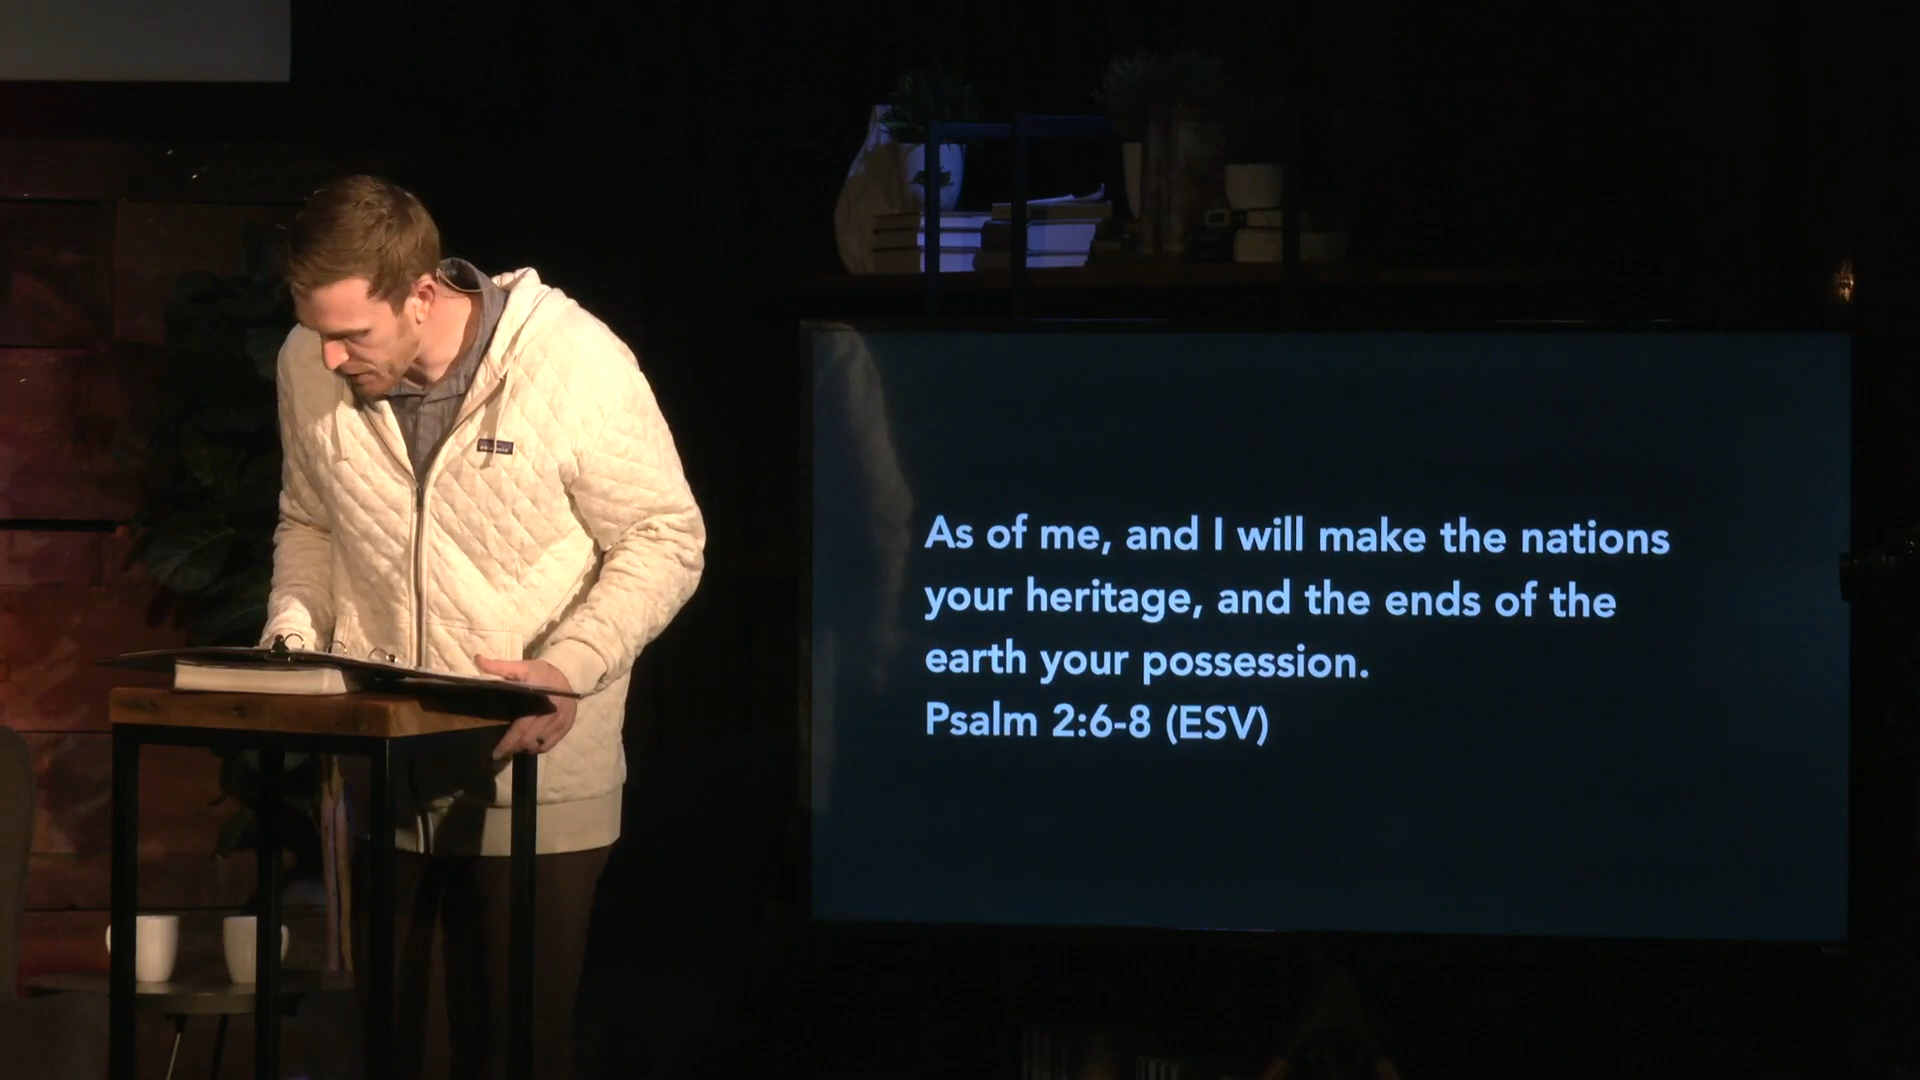 As of me, and I will make the nations
your heritage, and the ends of the
earth your possession.
Psalm 2:6-8 (ESV)